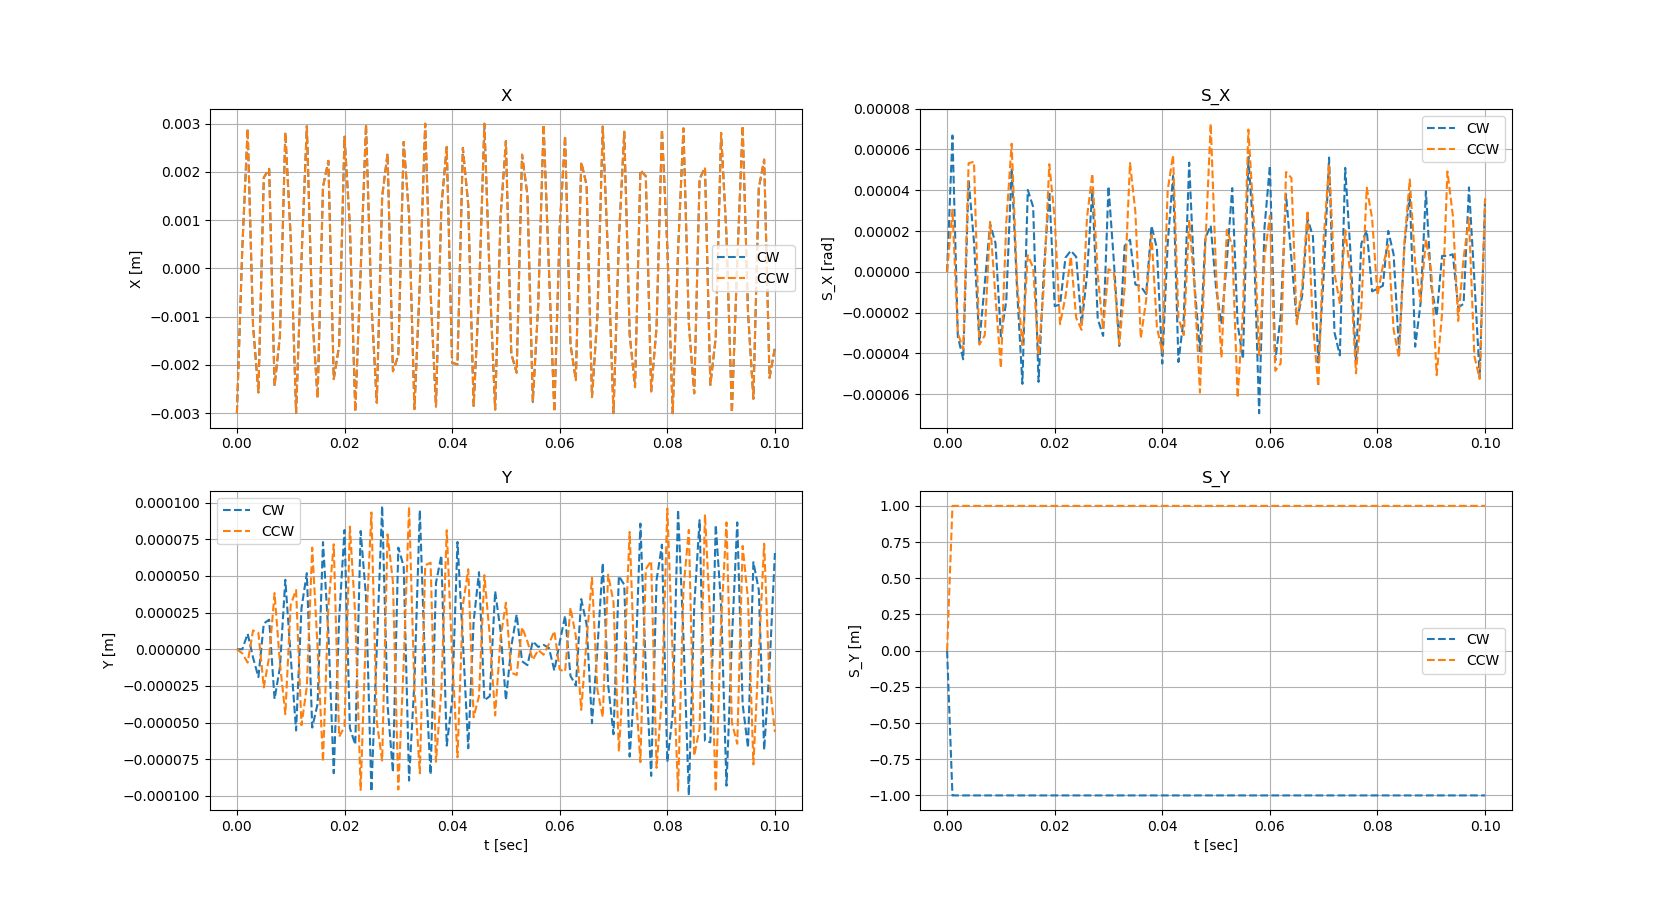 X
X [m]
0.003
0.002
0.001
0.000
−0.001
−0.002
−0.003
CW
CCW
0.00 0.02 0.04 0.06 0.08 0.10
S_X
S_X [rad]
0.00008
0.00006
0.00004
0.00002
0.00000
−0.00002
−0.00004
−0.00006
CW
CCW
0.00 0.02 0.04 0.06 0.08 0.10
Y
Y [m]
0.000100
0.000075
0.000050
0.000025
0.000000
−0.000025
−0.000050
−0.000075
−0.000100
CW
CCW
0.00 0.02 0.04 0.06 0.08 0.10
t [sec]
S_Y
S_Y [m]
1.00
0.75
0.50
0.25
0.00
−0.25
−0.50
−0.75
−1.00
CW
CCW
0.00 0.02 0.04 0.06 0.08 0.10
t [sec]